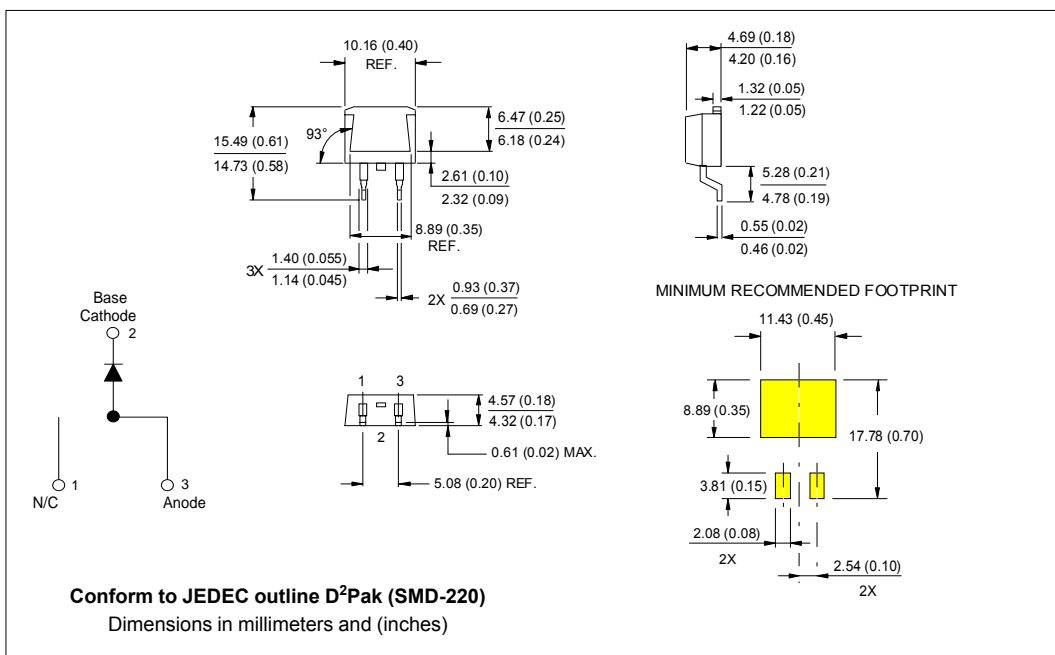 10.16 (0.40)
REF.
15.49 (0.61)
14.73 (0.58)
93°
6.47 (0.25)
6.18 (0.24)
2.61 (0.10)
2.32 (0.09)
8.89 (0.35)
REF.
3X 1.40 (0.055)
1.14 (0.045)
2X 0.93 (0.37)
0.69 (0.27)
4.69 (0.18)
4.20 (0.16)
1.32 (0.05)
1.22 (0.05)
5.28 (0.21)
4.78 (0.19)
0.55 (0.02)
0.46 (0.02)
Base
Cathode
2
1
N/C
3
Anode
1 3
2
4.57 (0.18)
4.32 (0.17)
0.61 (0.02) MAX.
5.08 (0.20) REF.
MINIMUM RECOMMENDED FOOTPRINT
11.43 (0.45)
8.89 (0.35)
17.78 (0.70)
3.81 (0.15)
2.08 (0.08)
2X
2.54 (0.10)
2X
Conform to JEDEC outline D²Pak (SMD-220)
Dimensions in millimeters and (inches)